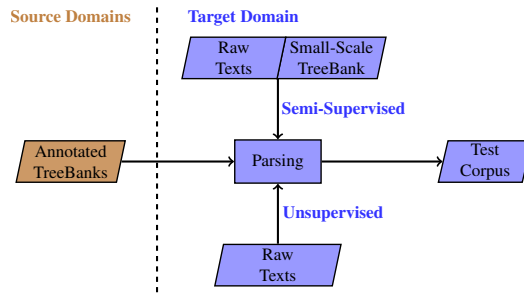 Source Domains
Target Domain
Raw
Texts
Small-Scale
TreeBank
Semi-Supervised
Annotated
TreeBanks
Parsing
Test
Corpus
Unsupervised
Raw
Texts